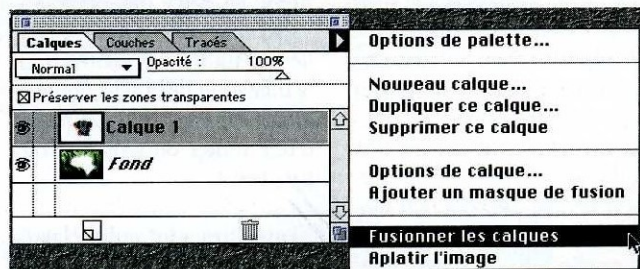 Calques Couches Tracés
Normal Opacité : 100%
Préserver les zones transparentes
Calque 1
Fond
Options de palette...
Nouveau calque...
Dupliquer ce calque...
Supprimer ce calque
Options de calque...
Ajouter un masque de fusion
Fusionner les calques
Aplatir l'image